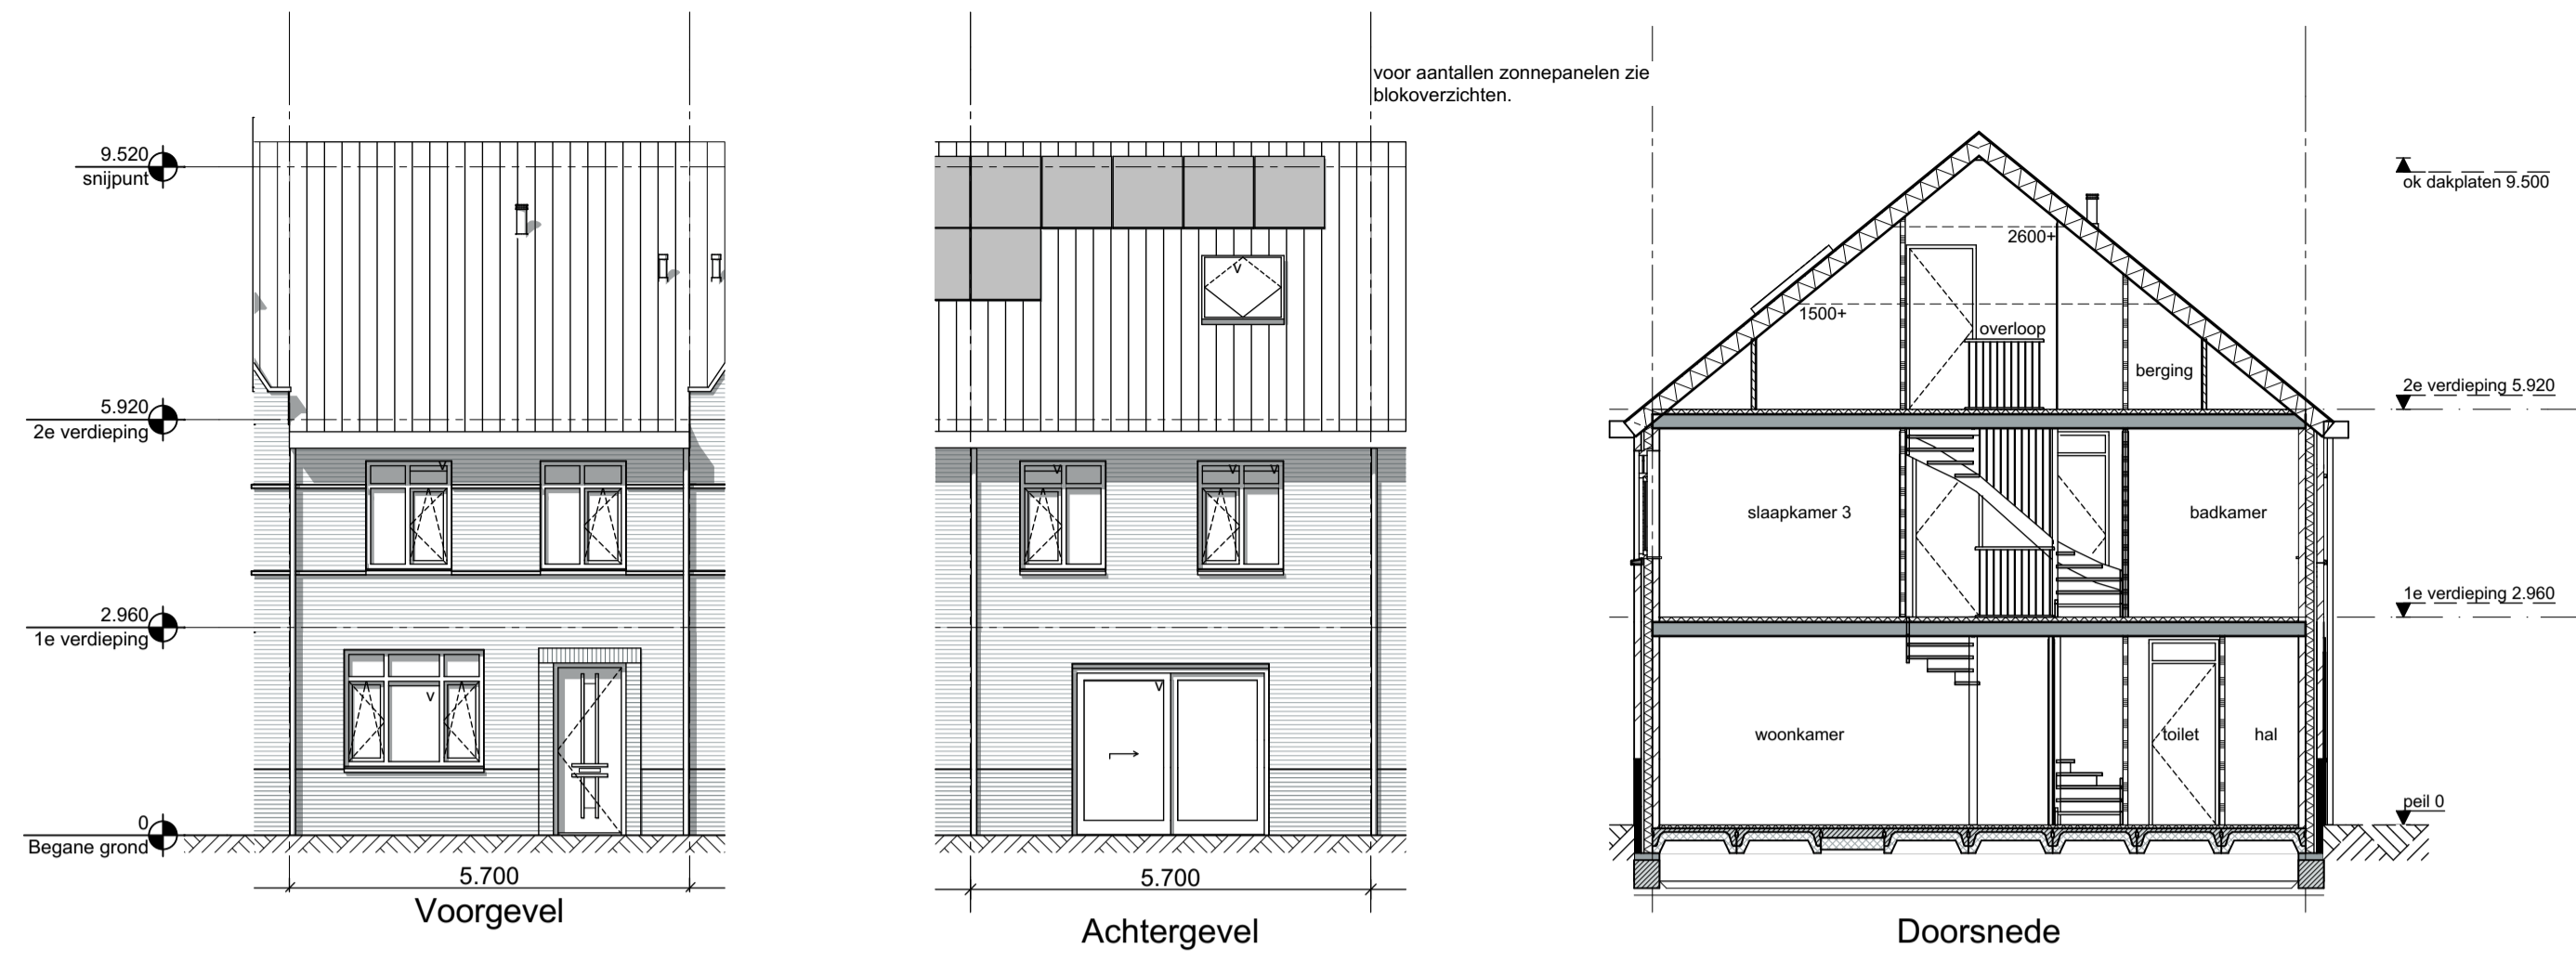 9.520
snijpunt
5.920
2e verdieping
2.960
1e verdieping
0
Begane grond
5.700
Voorgevel
voor aantallen zonnepanelen zie
blokoverzichten.
V
V
V
V
V
V
V
5.700
Achtergevel
2600+
1500+
overloop
berging
slaapkamer 3
badkamer
woonkamer
toilet
hal
ok dakplaten 9.500
2e verdieping 5.920
1e verdieping 2.960
peil 0
Doorsnede